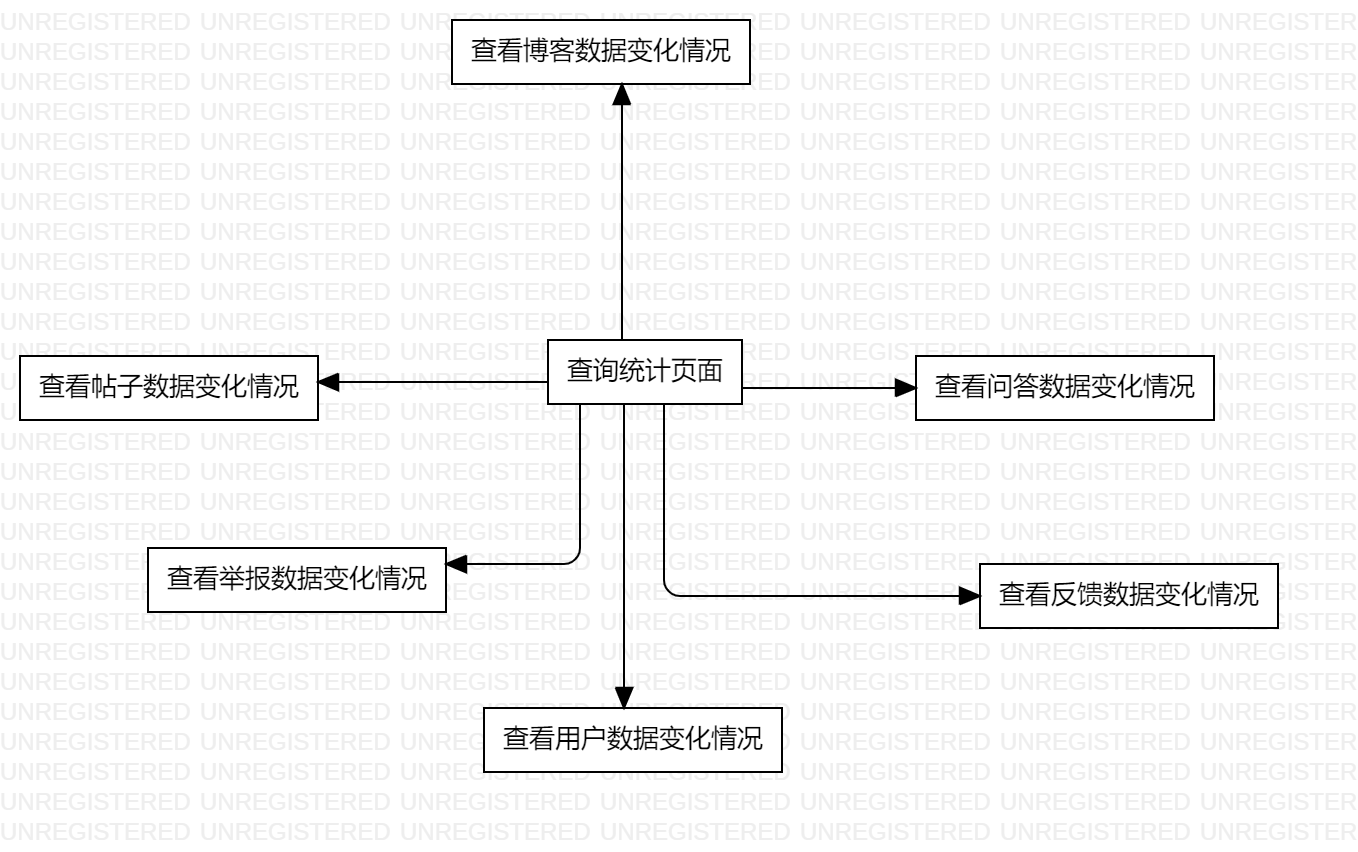 查看博客数据变化情况
查询统计页面
查看帖子数据变化情况
查看问答数据变化情况
查看举报数据变化情况
查看反馈数据变化情况
查看用户数据变化情况
UNREGISTERED